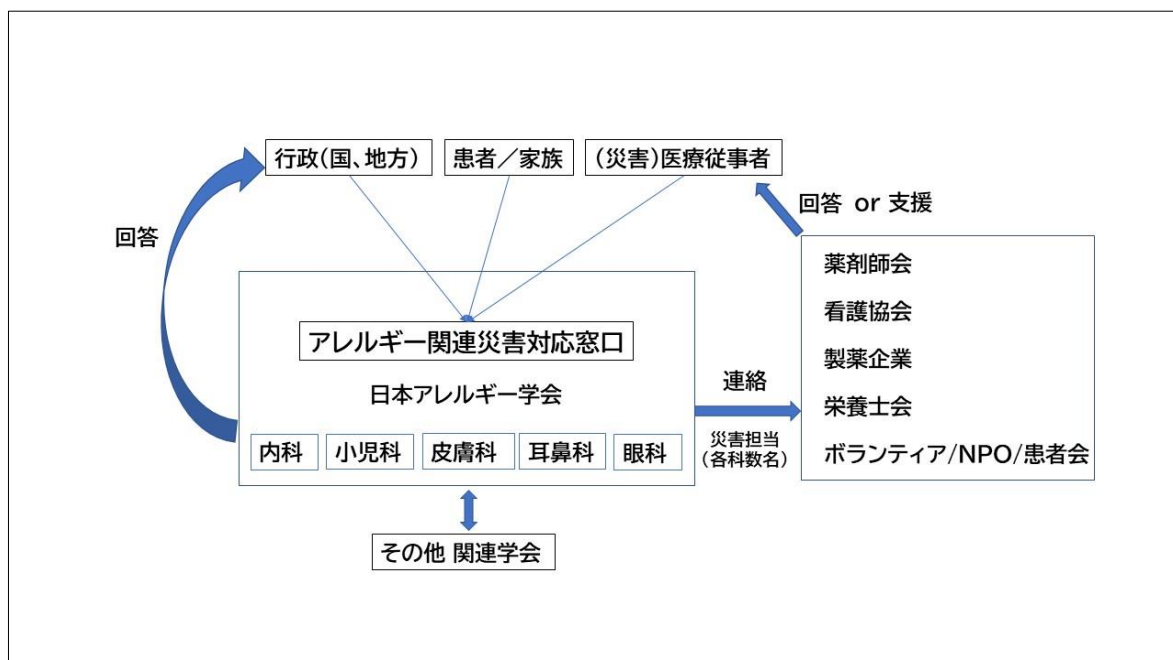 行政(国、地方)
患者/家族
(災害)医療従事者
回答
回答 or 支援
アレルギー関連災害対応窓口
日本アレルギー学会
内科
小児科
皮膚科
耳鼻科
眼科
連絡
災害担当
(各科数名)
薬剤師会
看護協会
製薬企業
栄養士会
ボランティア/NPO/患者会
その他 関連学会